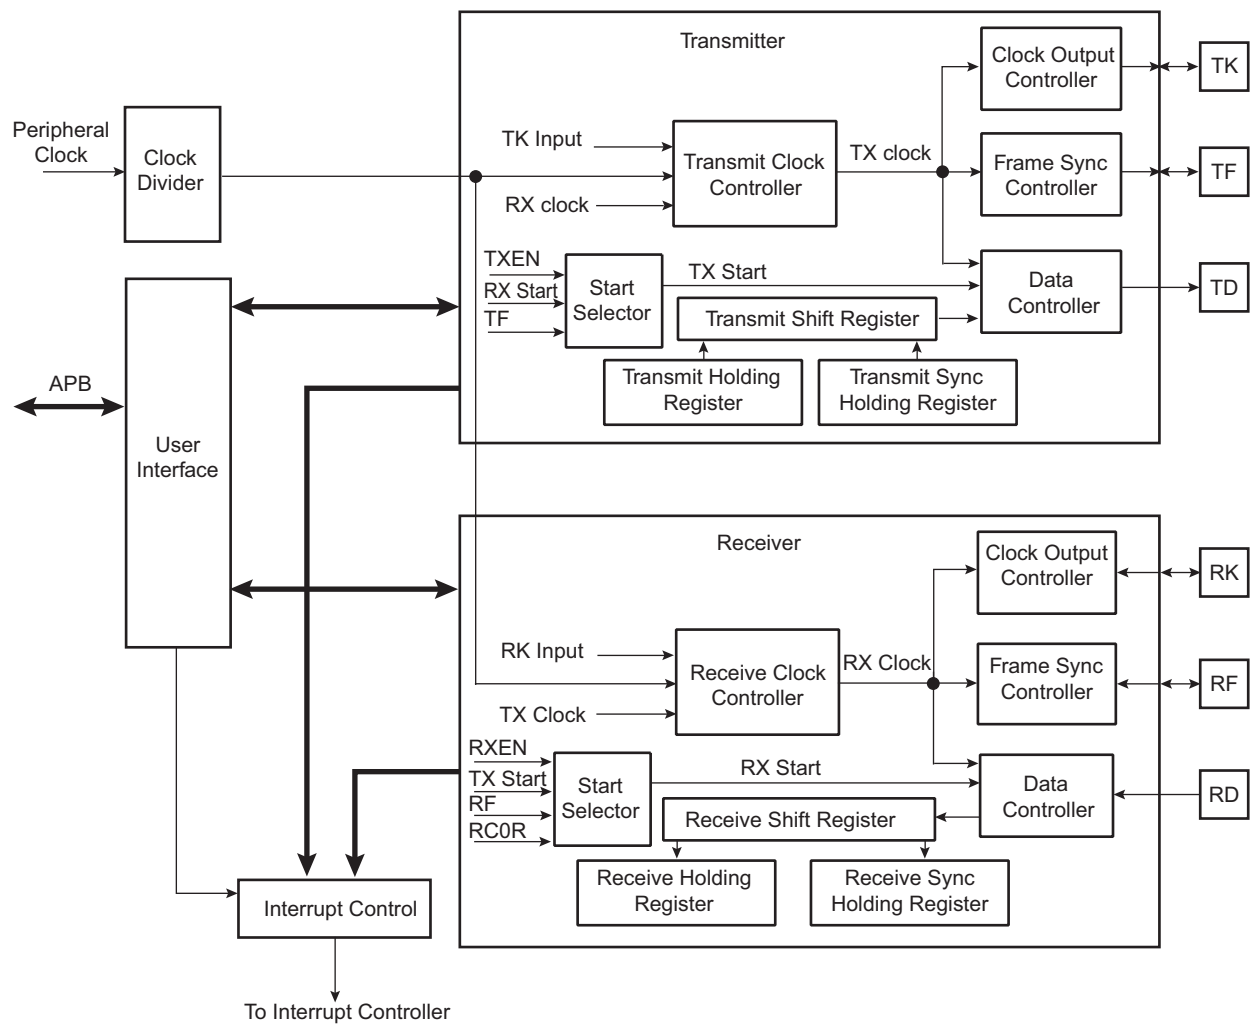 Transmitter
Clock Output
Controller
TK
Peripheral
Clock
Clock
Divider
TK Input
RX clock
Transmit Clock
Controller
TX clock
Frame Sync
Controller
TF
TXEN
RX Start
TF
Start
Selector
TX Start
Data
Controller
TD
Transmit Shift Register
Transmit Holding
Register
Transmit Sync
Holding Register
APB
User
Interface
Receiver
Clock Output
Controller
RK
RK Input
TX Clock
Receive Clock
Controller
RX Clock
Frame Sync
Controller
RF
RXEN
TX Start
RF
RC0R
Start
Selector
RX Start
Data
Controller
RD
Receive Shift Register
Receive Holding
Register
Receive Sync
Holding Register
Interrupt Control
To Interrupt Controller